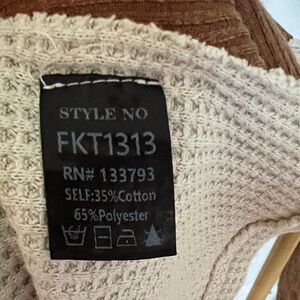 STYLE NO
FKT1313
RN# 133793
SELF:35%Cotton
65%Polyester